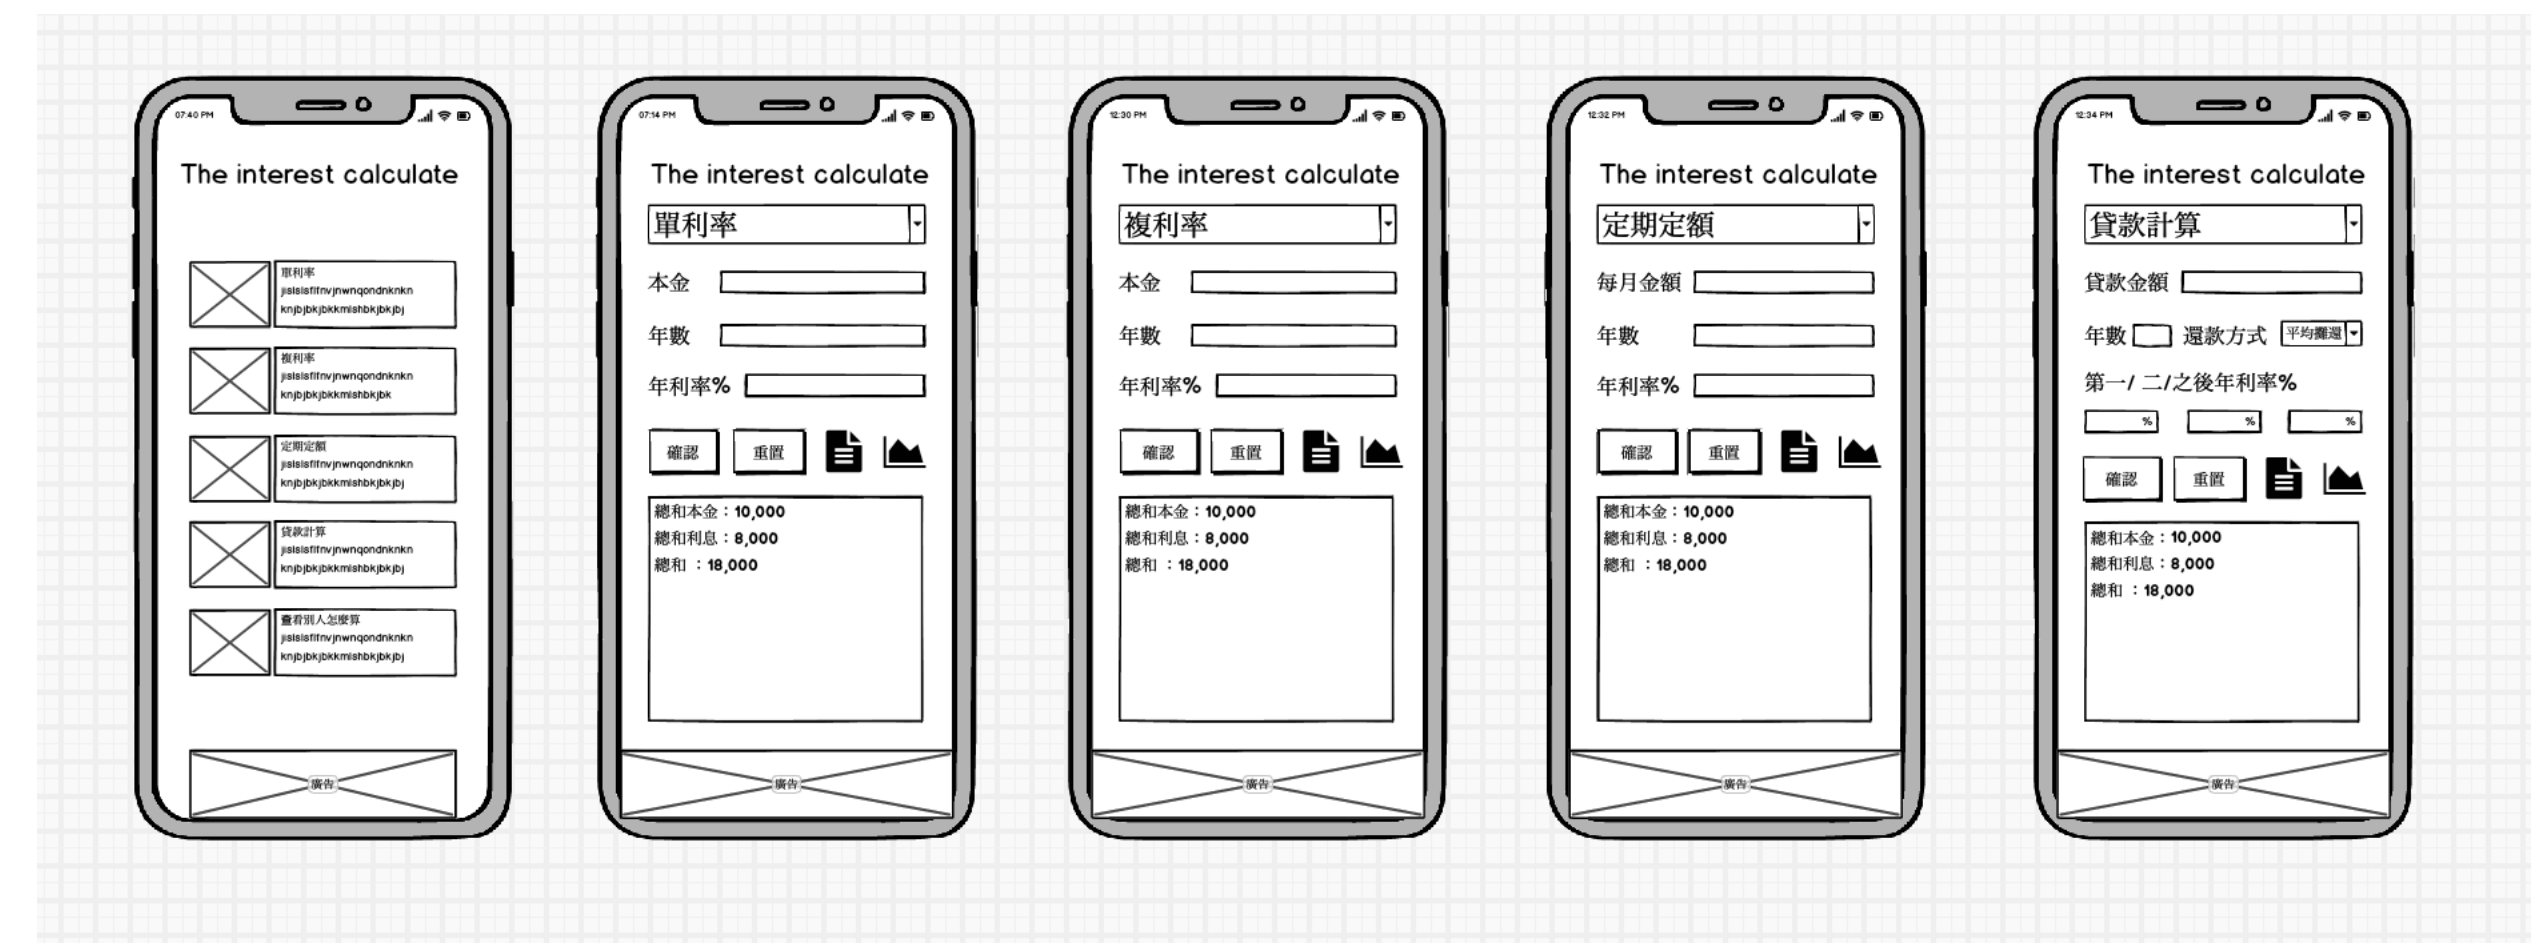 07:40 PM
The interest calculate
單利率
jislslsflfnvjnwnqondnknkn
knjbjbkjbkkmlshbkjbkjbj
複利率
jislslsflfnvjnwnqondnknkn
knjbjbkjbkkmlshbkjbk
定期定額
jislslsflfnvjnwnqondnknkn
knjbjbkjbkkmlshbkjbkjbj
貸款計算
jislslsflfnvjnwnqondnknkn
knjbjbkjbkkmlshbkjbkjbj
查看別人怎麼算
jislslsflfnvjnwnqondnknkn
knjbjbkjbkkmlshbkjbkjbj
廣告
07:14 PM
The interest calculate
單利率
本金
年數
年利率%
確認 重置
總和本金：10,000
總和利息：8,000
總和 ：18,000
廣告
12:30 PM
The interest calculate
複利率
本金
年數
年利率%
確認 重置
總和本金：10,000
總和利息：8,000
總和 ：18,000
廣告
12:32 PM
The interest calculate
定期定額
每月金額
年數
年利率%
確認 重置
總和本金：10,000
總和利息：8,000
總和 ：18,000
廣告
12:34 PM
The interest calculate
貸款計算
貸款金額
年數 還款方式 平均攤還
第一/ 二/之後年利率%
% % %
確認 重置
總和本金：10,000
總和利息：8,000
總和 ：18,000
廣告